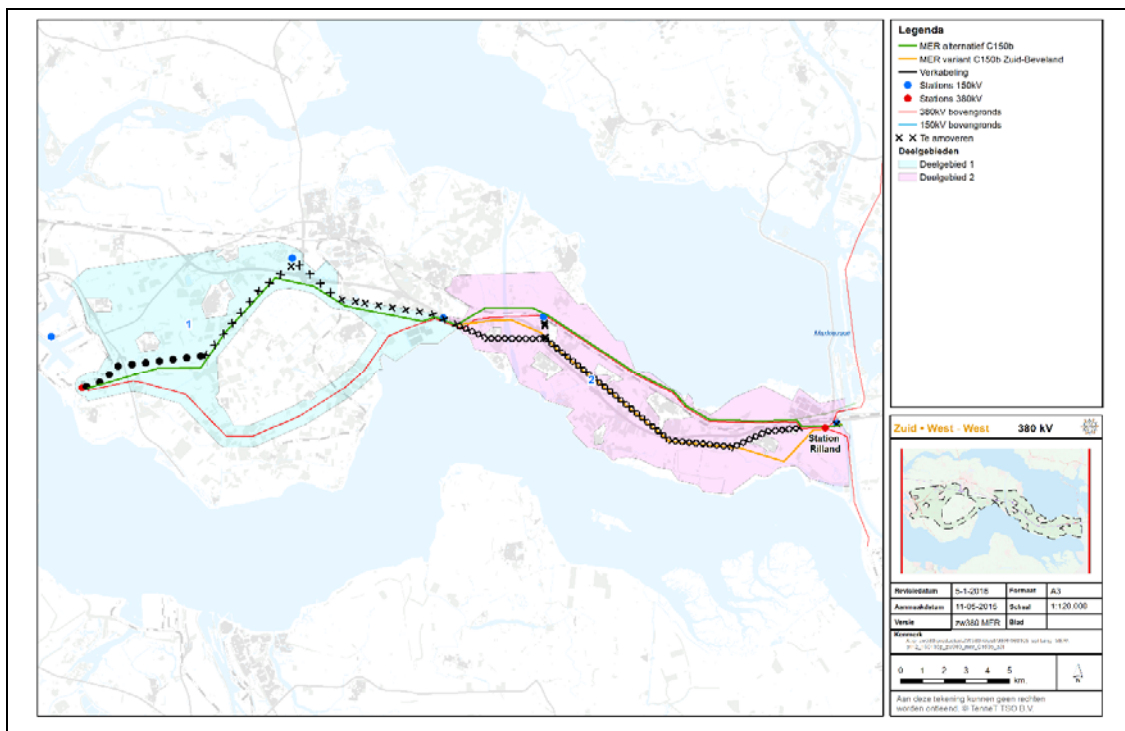 1
2
Station
Rilland
Legenda
MER alternatief C150b
MER variant C150b Zuid-Beveland
Verkabeling
Stations 150kV
Stations 380kV
380kV bovengronds
150kV bovengronds
Te amoveren
Deelgebieden
Deelgebied 1
Deelgebied 2
Zuid • West - West 380 kV
Revisiedatum 5-1-2016 Formaat A3
Aanmaakdatum 11-05-2015 Schaal 1:120.000
Versie zw380 MER Blad
Kenmerk
0 1 2 3 4 5
km.
N
Aan deze tekening kunnen geen rechten
worden ontleend. © TenneT TSO B.V.